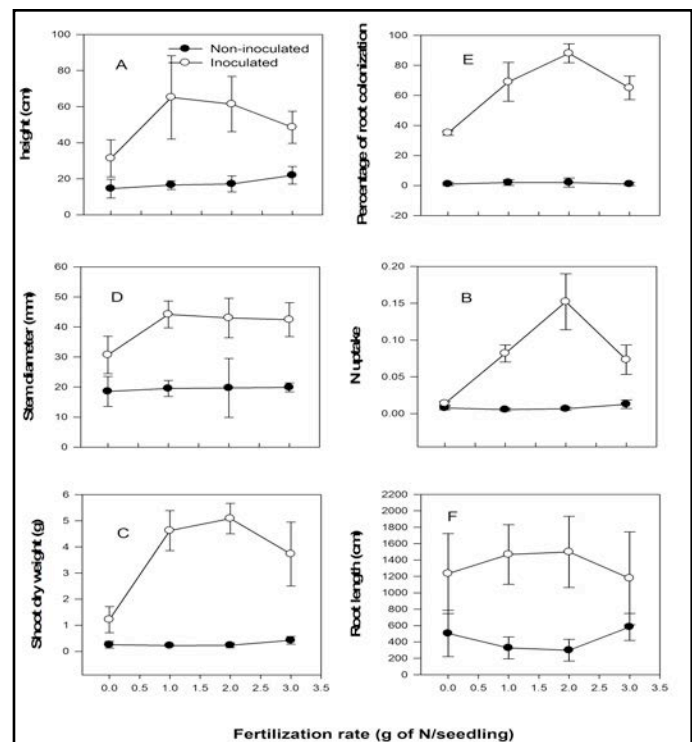 A
Non-inoculated
Inoculated
height (cm)
100
80
60
40
20
0
E
Percentage of root colonization
100
80
60
40
20
0
-20
D
Stem diameter (mm)
60
50
40
30
20
10
0
B
N uptake
0.20
0.15
0.10
0.05
0.00
C
Shoot dry weight (g)
6
5
4
3
2
1
0
0.0 0.5 1.0 1.5 2.0 2.5 3.0 3.5
F
Root length (cm)
2200
2000
1800
1600
1400
1200
1000
800
600
400
200
0
0.0 0.5 1.0 1.5 2.0 2.5 3.0 3.5
Fertilization rate (g of N/seedling)